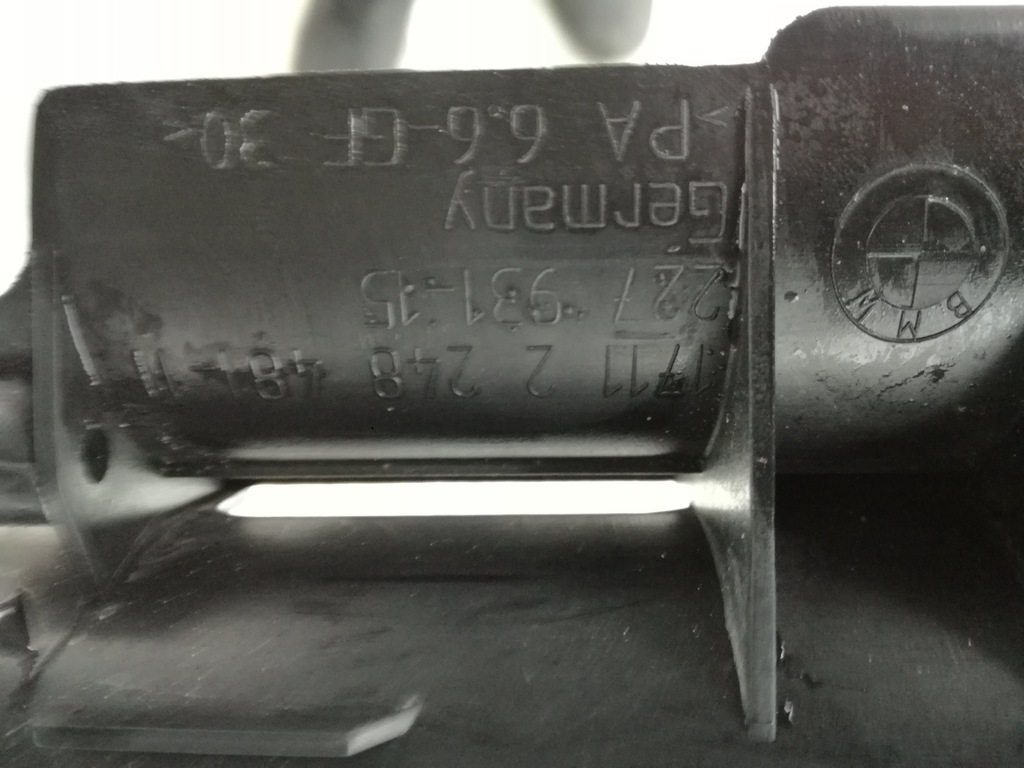 BMW
1711 2 248 481-11
227 931-15
Germany
>PA 6.6-GF 30<